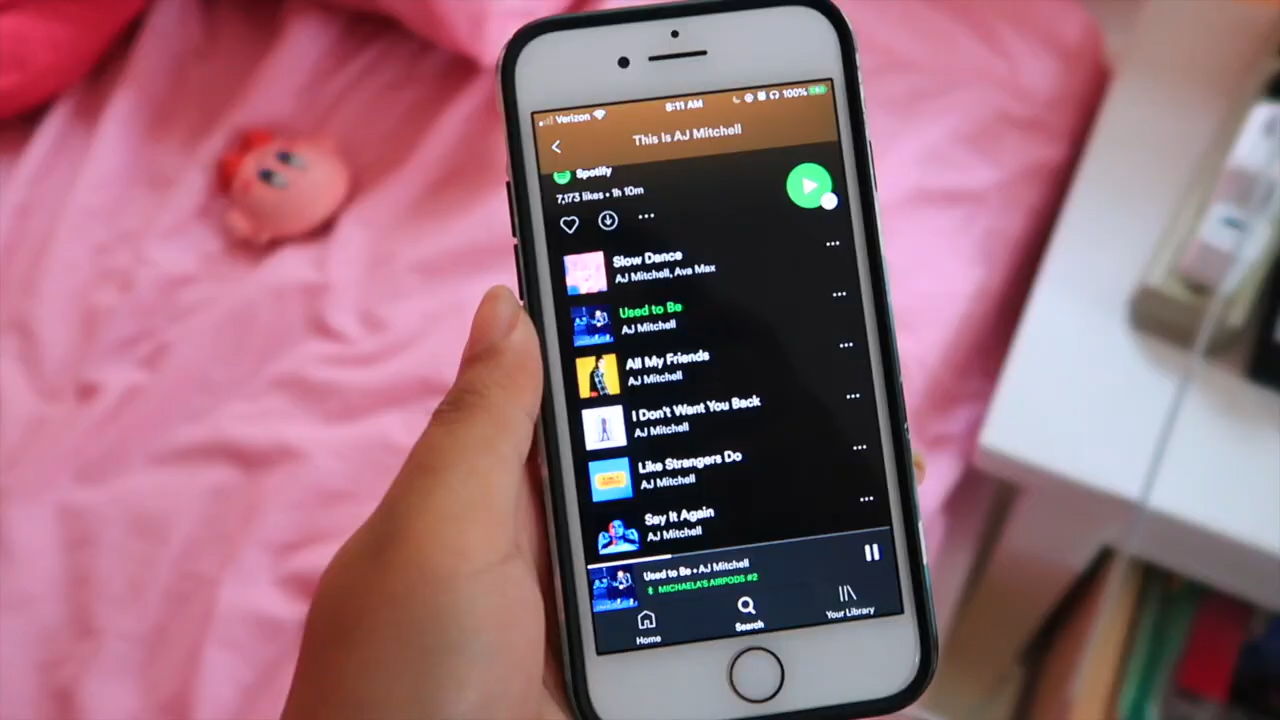 Verizon 8:11 AM 100%
This Is AJ Mitchell
Spotify
7,173 likes • 1h 10m
Slow Dance
AJ Mitchell, Ava Max
Used to Be
AJ Mitchell
All My Friends
AJ Mitchell
I Don't Want You Back
AJ Mitchell
Like Strangers Do
AJ Mitchell
Say It Again
AJ Mitchell
Used to Be • AJ Mitchell
MICHAELA'S AIRPODS #2
Home Search Your Library